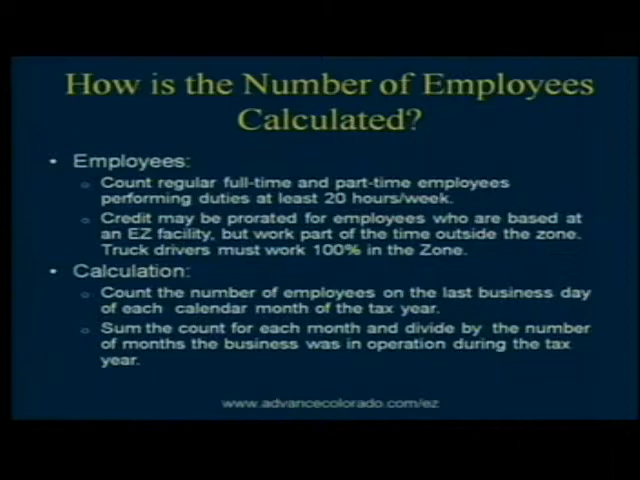 How is the Number of Employees
Calculated?
• Employees:
o Count regular full-time and part-time employees
performing duties at least 20 hours/week.
o Credit may be prorated for employees who are based at
an EZ facility, but work part of the time outside the zone.
Truck drivers must work 100% in the Zone.
• Calculation:
o Count the number of employees on the last business day
of each calendar month of the tax year.
o Sum the count for each month and divide by the number
of months the business was in operation during the tax
year.
www.advancecolorado.com/ez